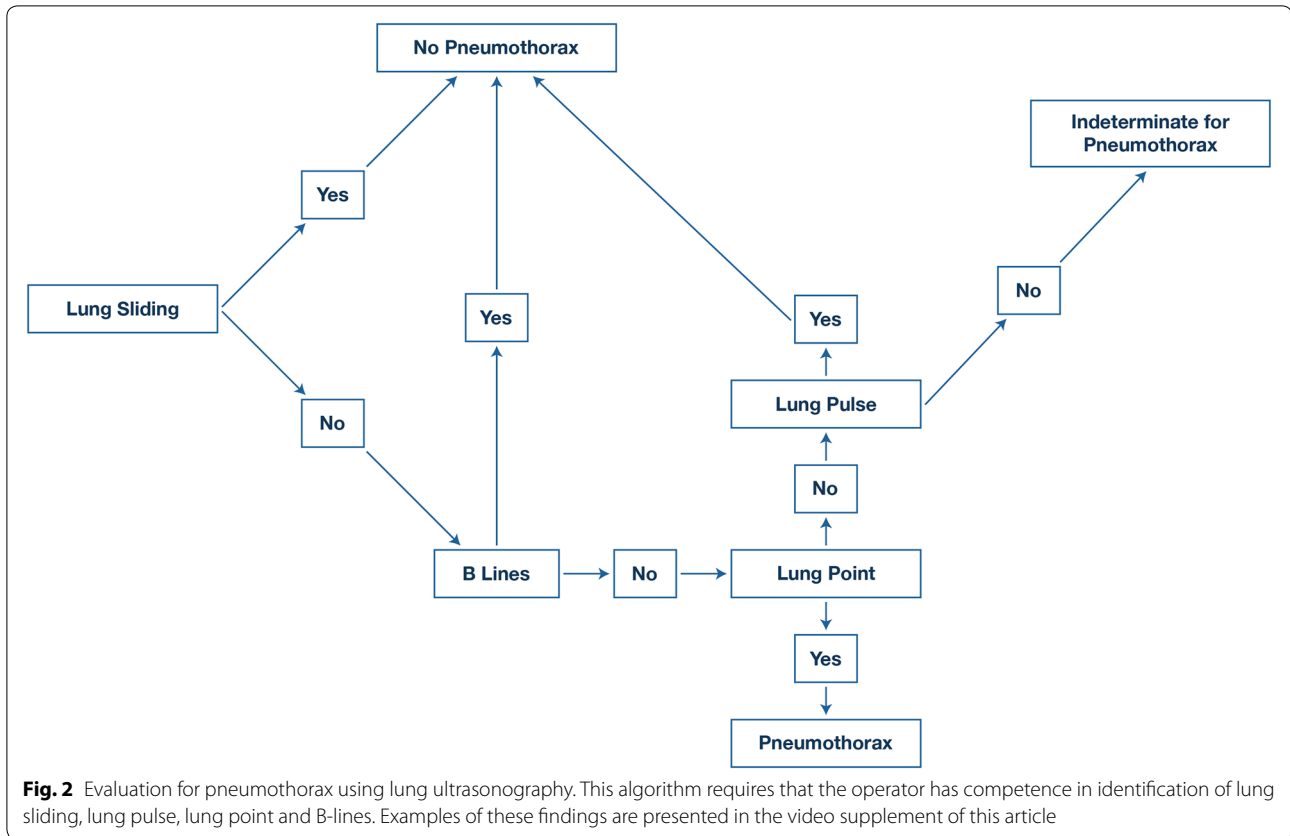 No Pneumothorax
Indeterminate for
Pneumothorax
Yes
Lung Sliding
Yes
Yes
No
No
Lung Pulse
No
B Lines
No
Lung Point
Yes
Pneumothorax
Fig. 2 Evaluation for pneumothorax using lung ultrasonography. This algorithm requires that the operator has competence in identification of lung
sliding, lung pulse, lung point and B-lines. Examples of these findings are presented in the video supplement of this article